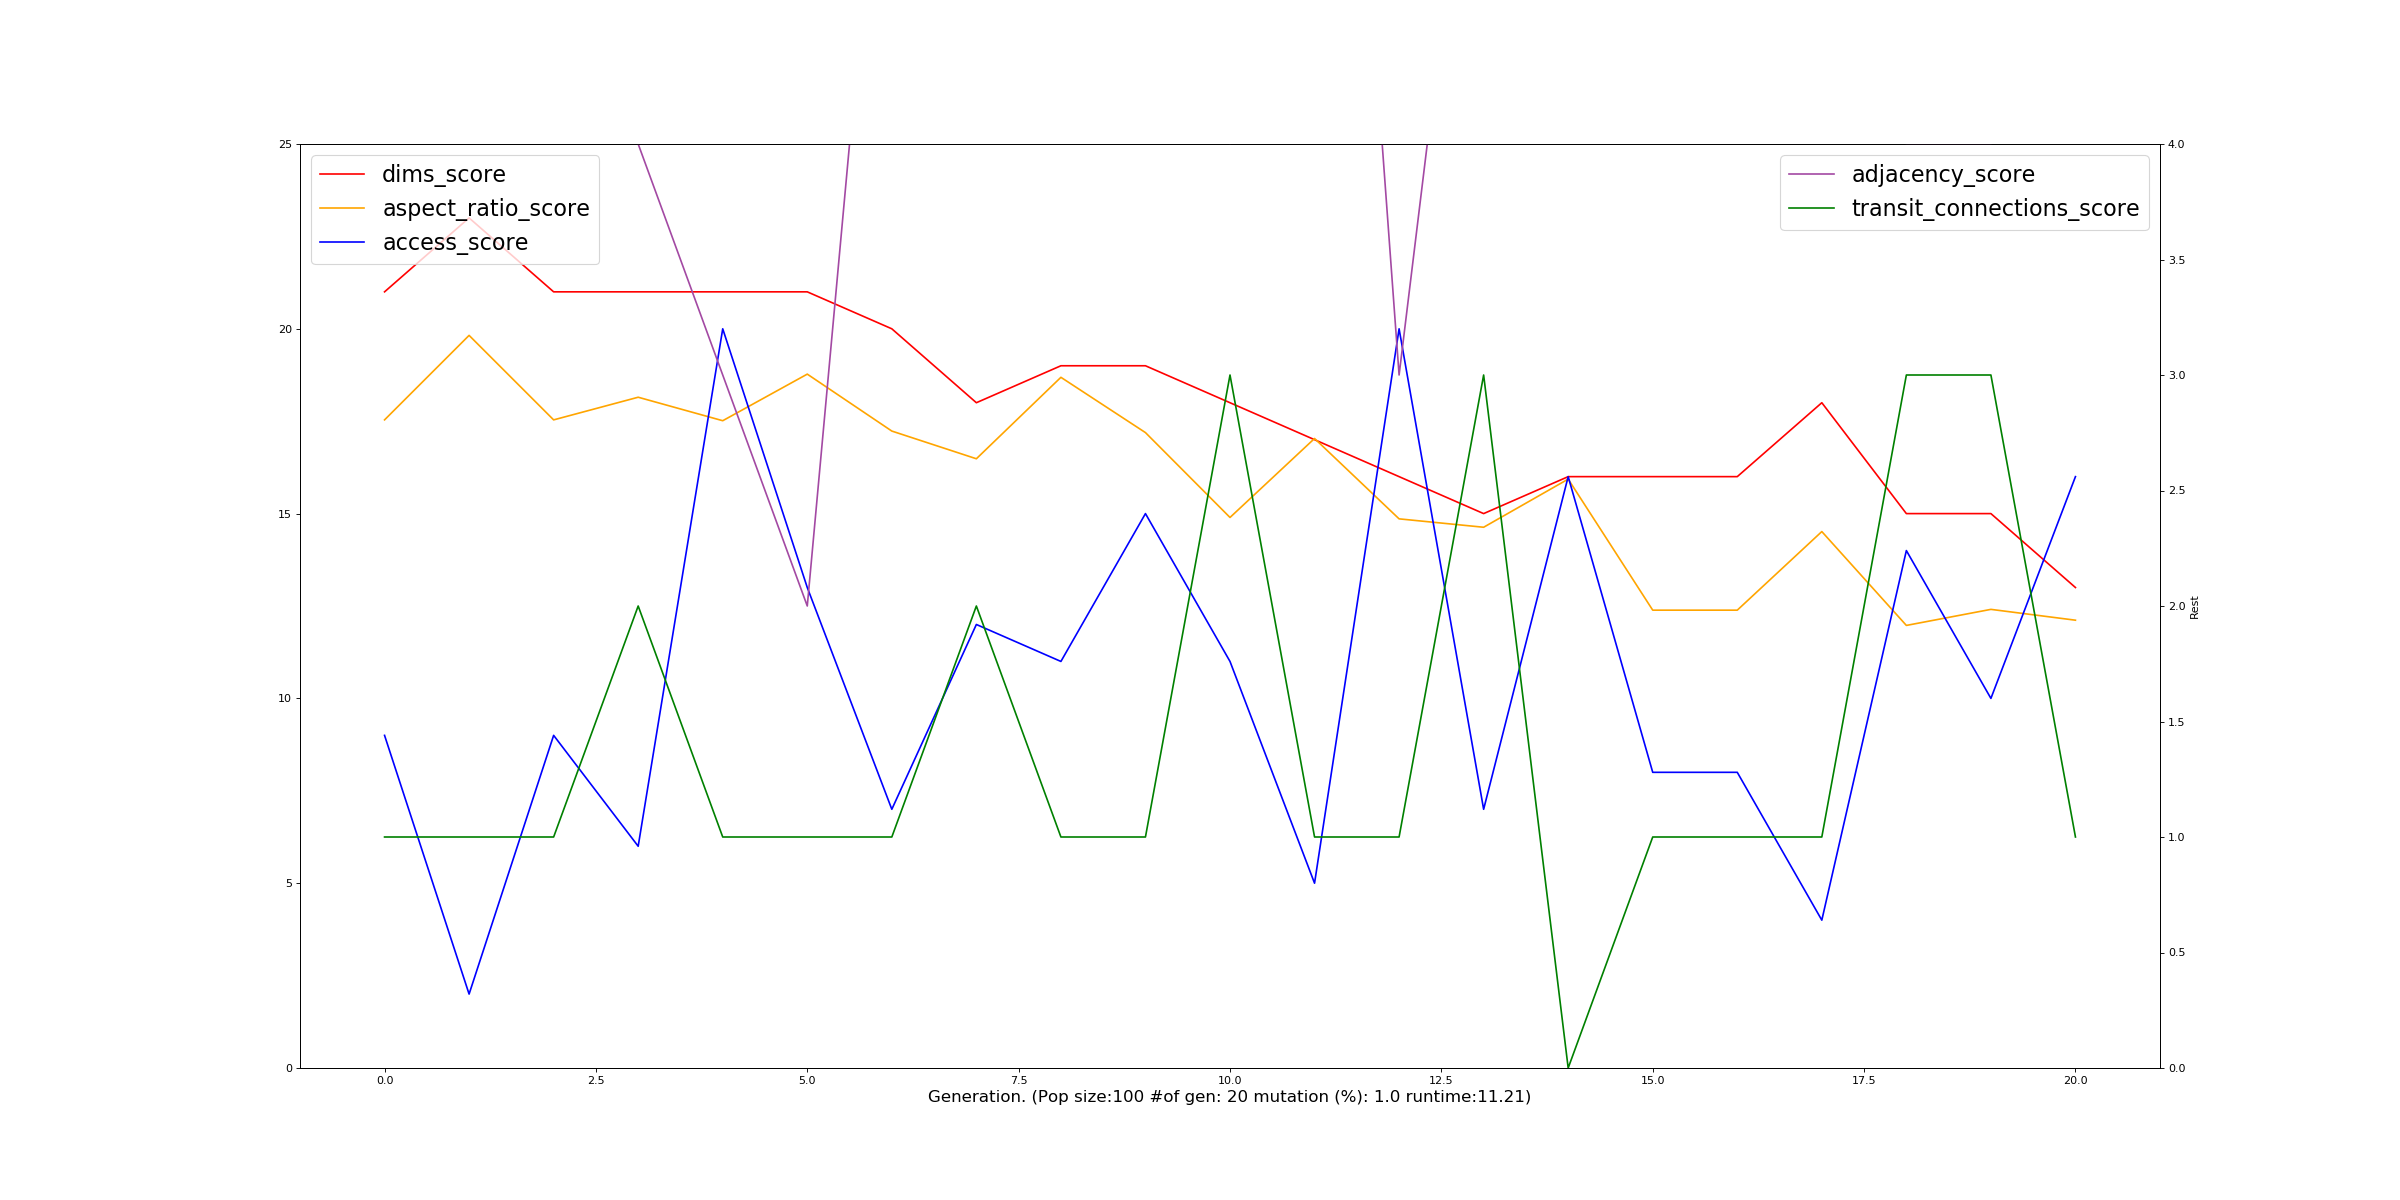 dims_score
aspect_ratio_score
access_score
adjacency_score
transit_connections_score
25
20
15
10
5
0
4.0
3.5
3.0
2.5
2.0
1.5
1.0
0.5
0.0
Rest
0.0 2.5 5.0 7.5 10.0 12.5 15.0 17.5 20.0
Generation. (Pop size:100 #of gen: 20 mutation (%): 1.0 runtime:11.21)